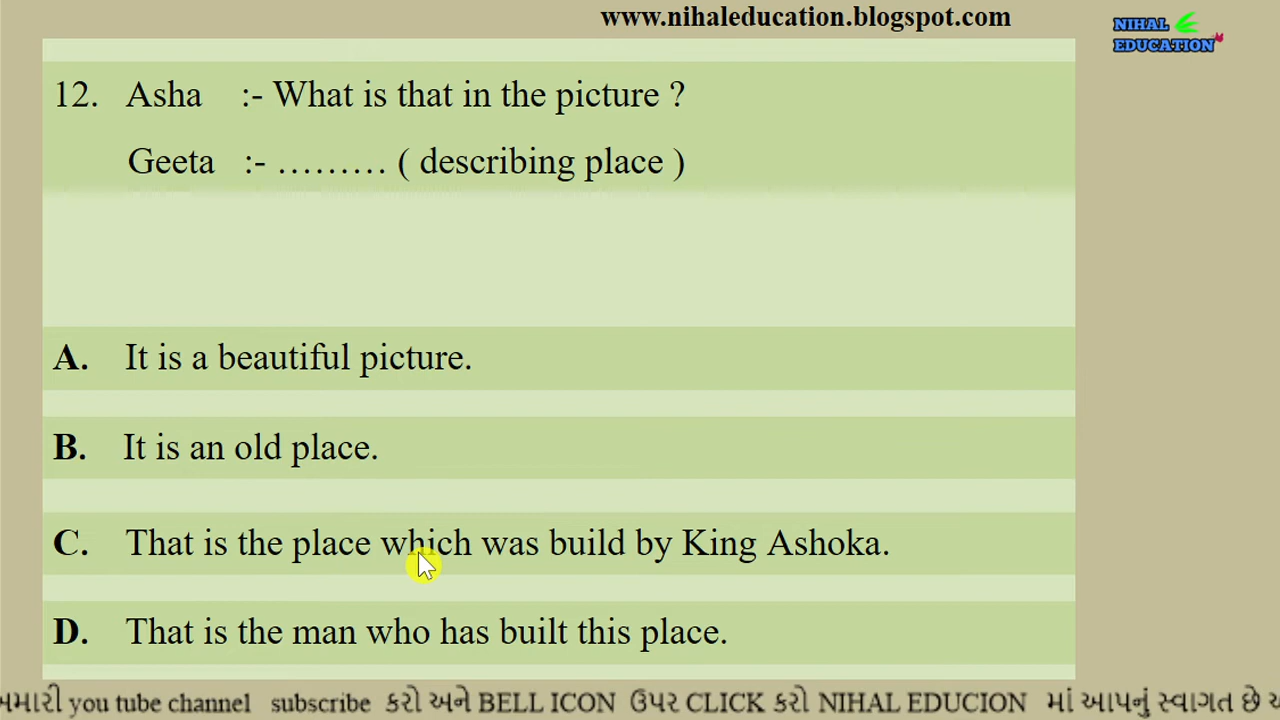 www.nihaleducation.blogspot.com
NIHAL
EDUCATION
12. Asha :- What is that in the picture ?
Geeta :- ......... ( describing place )
A. It is a beautiful picture.
B. It is an old place.
C. That is the place which was build by King Ashoka.
D. That is the man who has built this place.
you tube channel subscribe કરો અને BELL ICON ઉપર CLICK કરો NIHAL EDUCION માં આપનું સ્વાગત છે